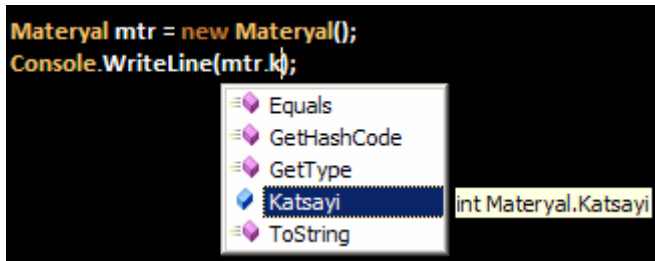 Materyal mtr = new Materyal();
Console.WriteLine(mtr.k);
Equals
GetHashCode
GetType
Katsayi int Materyal.Katsayi
ToString